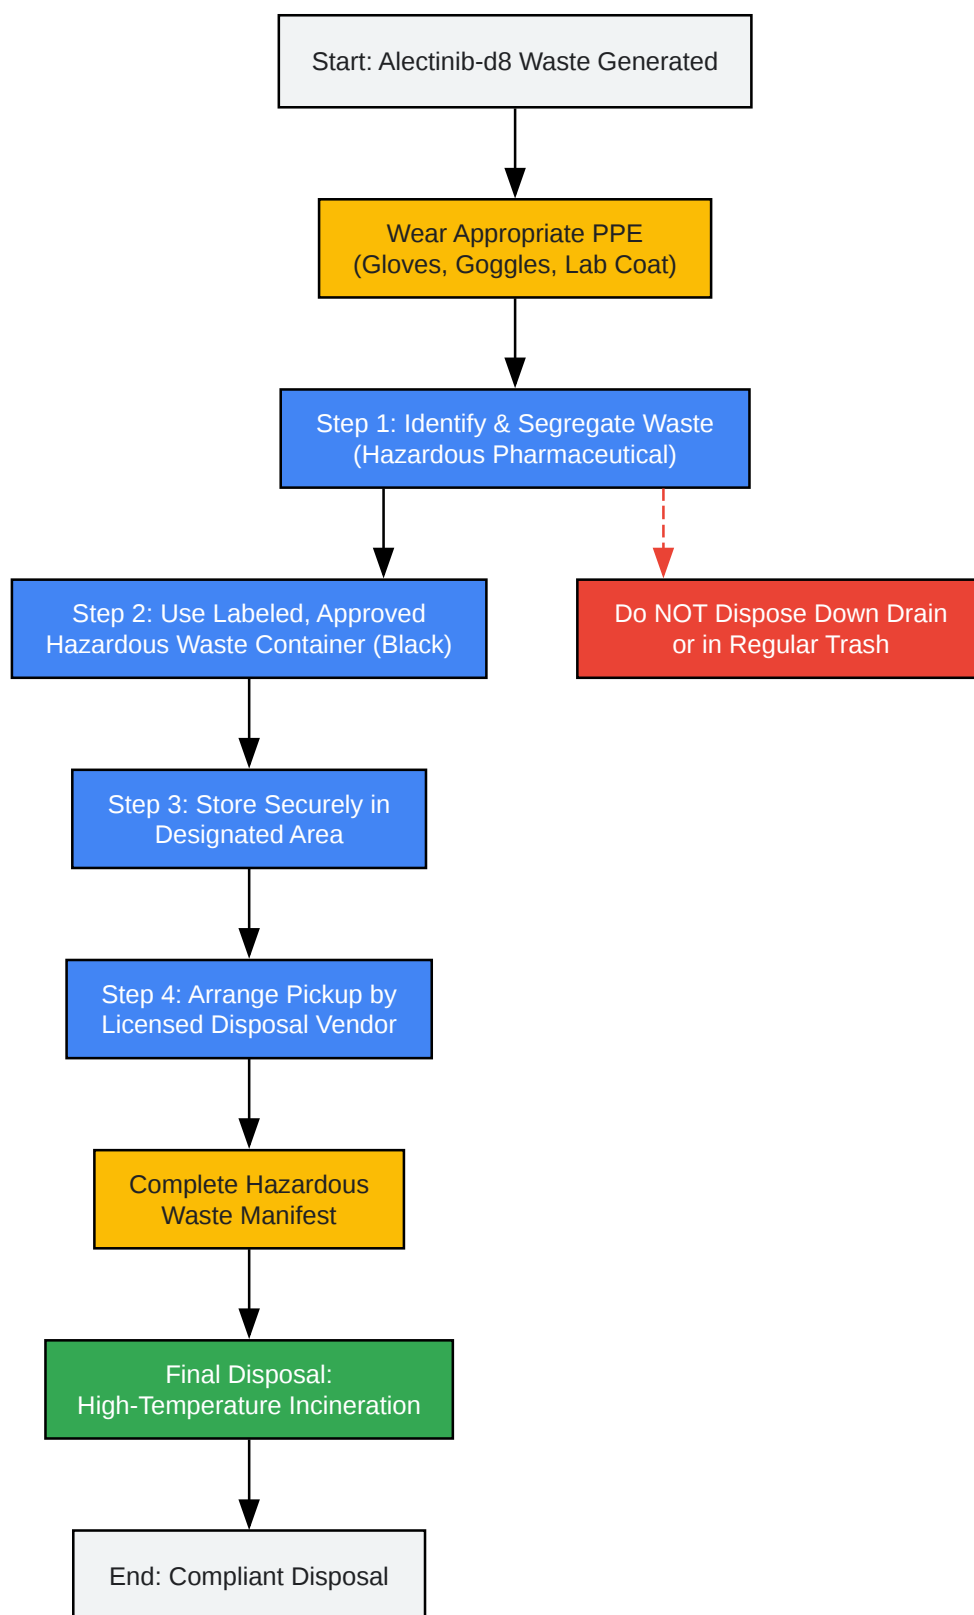 Start: Alectinib-d8 Waste Generated
Wear Appropriate PPE
(Gloves, Goggles, Lab Coat)
Step 1: Identify & Segregate Waste
(Hazardous Pharmaceutical)
Step 2: Use Labeled, Approved
Hazardous Waste Container (Black)
Do NOT Dispose Down Drain
or in Regular Trash
Step 3: Store Securely in
Designated Area
Step 4: Arrange Pickup by
Licensed Disposal Vendor
Complete Hazardous
Waste Manifest
Final Disposal:
High-Temperature Incineration
End: Compliant Disposal